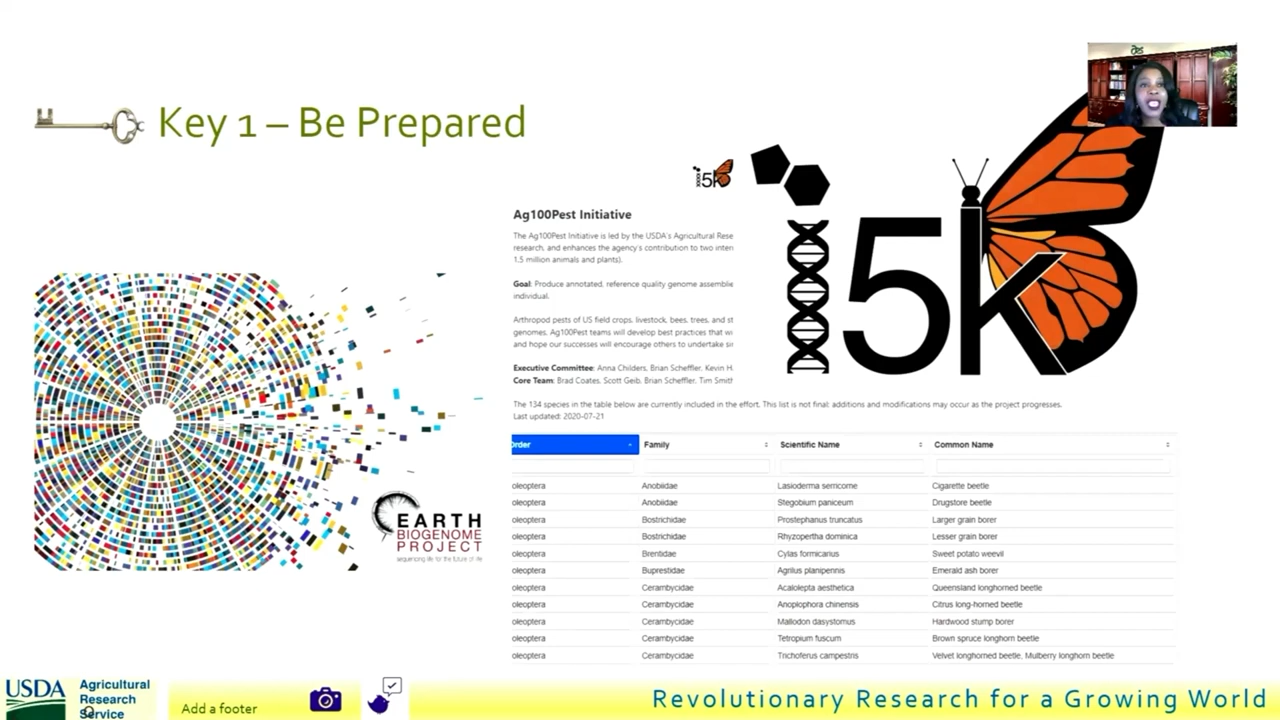 Key 1 – Be Prepared
i5k
i5k
Ag100Pest Initiative
The Ag100Pest Initiative is led by the USDA's Agricultural Rese
research, and enhances the agency's contribution to two inter
1.5 million animals and plants).
Goal: Produce annotated, reference quality genome assemblie
individual.
Arthropod pests of US field crops, livestock, bees, trees, and st
genomes, Ag100Pest teams will develop best practices that w
and hope our successes will encourage others to undertake si
Executive Committee: Anna Childers, Brian Scheffler, Kevin H
Core Team: Brad Coates, Scott Geib, Brian Scheffler, Tim Smith
The 134 species in the table below are currently included in the effort. This list is not final: additions and modifications may occur as the project progresses.
Last updated: 2020-07-21
Order Family Scientific Name Common Name
oleoptera Anobiidae Lasioderma serricorne Cigarette beetle
oleoptera Anobiidae Stegobium paniceum Drugstore beetle
oleoptera Bostrichidae Prostephanus truncatus Larger grain borer
oleoptera Bostrichidae Rhyzopertha dominica Lesser grain borer
oleoptera Brentidae Cylas formicarius Sweet potato weevil
oleoptera Buprestidae Agrilus planipennis Emerald ash borer
oleoptera Cerambycidae Acalolepta aesthetica Queensland longhorned beetle
oleoptera Cerambycidae Anoplophora chinensis Citrus long-horned beetle
oleoptera Cerambycidae Mallodon dasystomus Hardwood stump borer
oleoptera Cerambycidae Tetropium fuscum Brown spruce longhorn beetle
oleoptera Cerambycidae Trichoferus campestris Velvet longhorned beetle, Mulberry longhorn beetle
EARTH
BIOGENOME
PROJECT
sequencing life for the future of life
USDA
Agricultural
Research
Service
Add a footer
Revolutionary Research for a Growing World